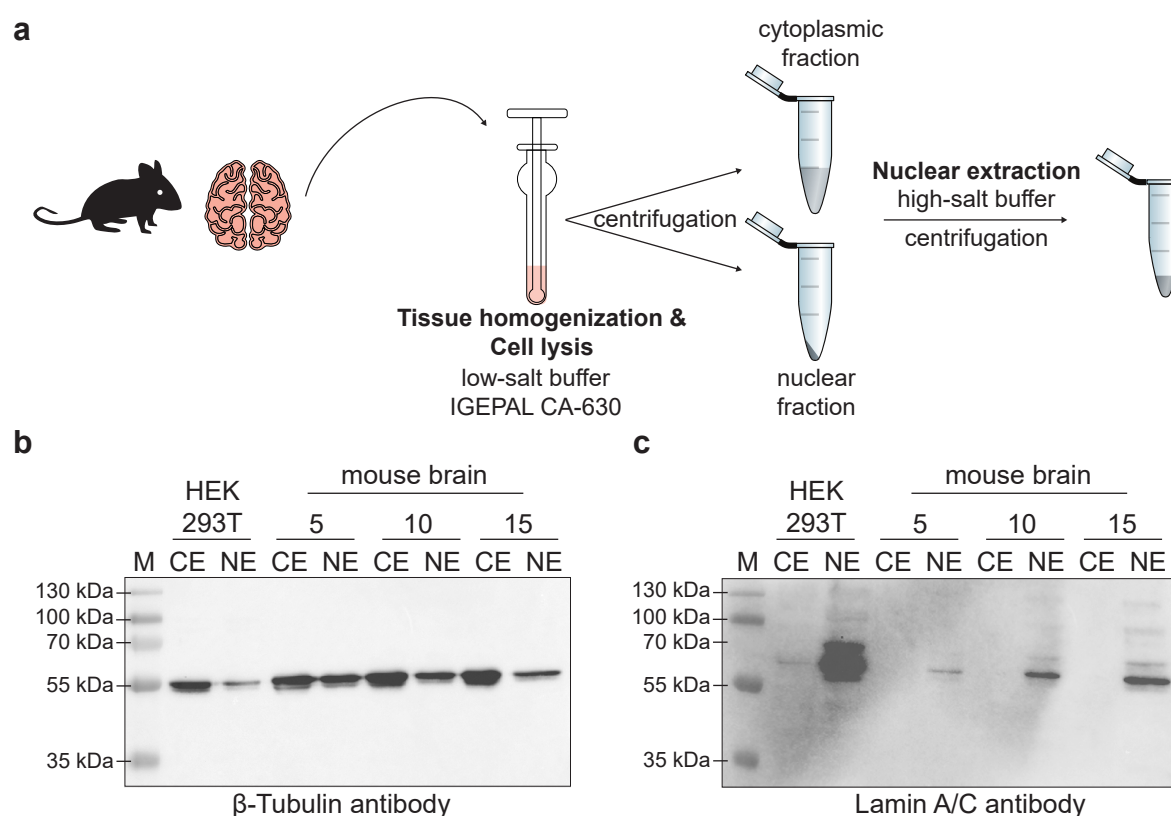 a
cytoplasmic
fraction
centrifugation
Nuclear extraction
high-salt buffer
centrifugation
Tissue homogenization &
Cell lysis
low-salt buffer
IGEPAL CA-630
nuclear
fraction
b
HEK
293T
mouse brain
5 10 15
M CE NE CE NE CE NE CE NE
130 kDa
100 kDa
70 kDa
55 kDa
35 kDa
β-Tubulin antibody
c
HEK
293T
mouse brain
5 10 15
M CE NE CE NE CE NE CE NE
130 kDa
100 kDa
70 kDa
55 kDa
35 kDa
Lamin A/C antibody